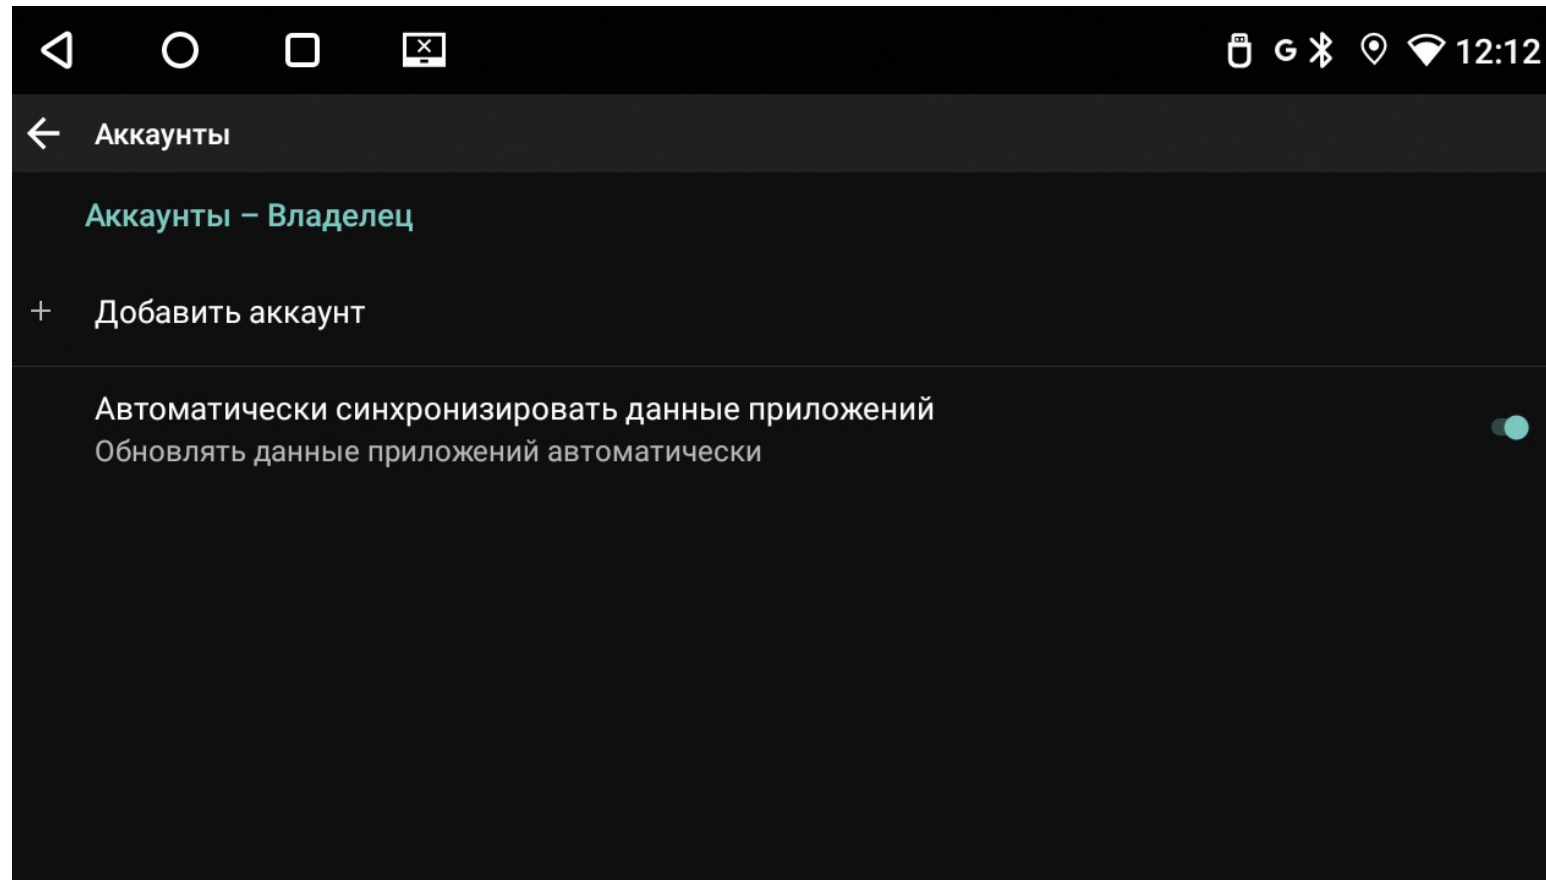 G 12:12
Аккаунты
Аккаунты – Владелец
+ Добавить аккаунт
Автоматически синхронизировать данные приложений
Обновлять данные приложений автоматически